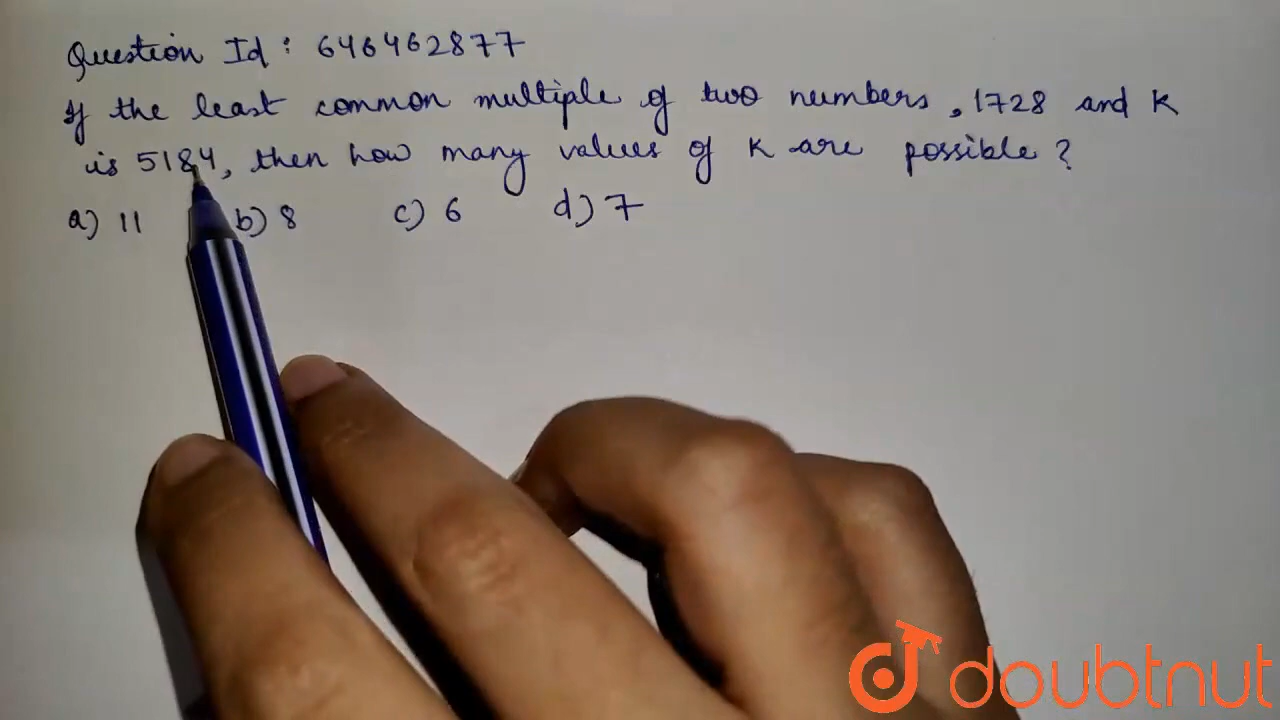 Question Id : 646462877
If the least common multiple of two numbers, 1728 and K
is 5184, then how many values of K are possible ?
a) 11 b) 8 c) 6 d) 7
doubtnut